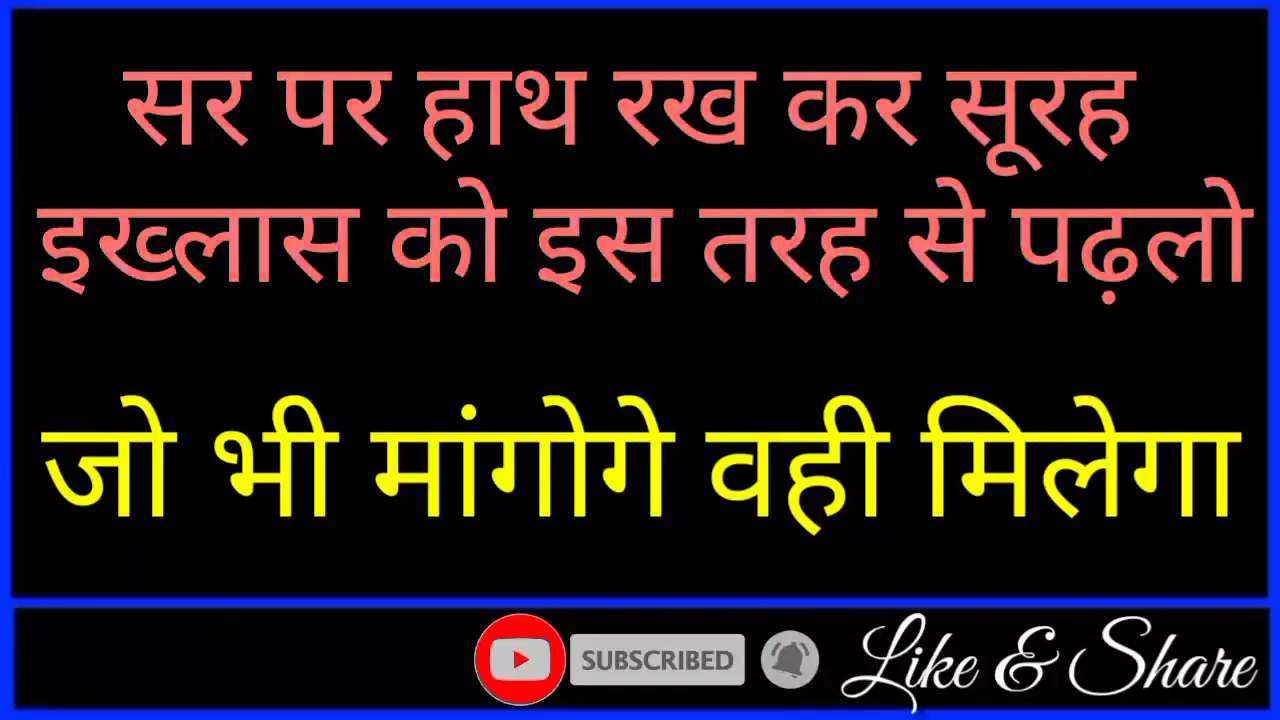 सर पर हाथ रख कर सूरह
इख्लास को इस तरह से पढ़लो
जो भी मांगोगे वही मिलेगा
SUBSCRIBED
Like & Share